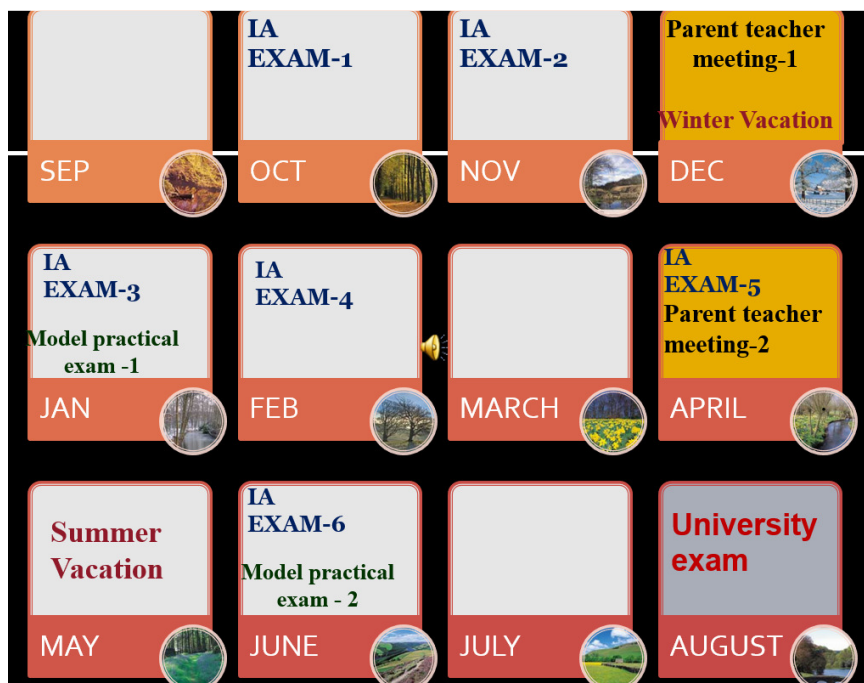 IA
EXAM-1
IA
EXAM-2
Parent teacher
meeting-1
Winter Vacation
SEP
OCT
NOV
DEC
IA
EXAM-3
Model practical
exam -1
IA
EXAM-4
IA
EXAM-5
Parent teacher
meeting-2
JAN
FEB
MARCH
APRIL
Summer
Vacation
IA
EXAM-6
Model practical
exam - 2
University
exam
MAY
JUNE
JULY
AUGUST